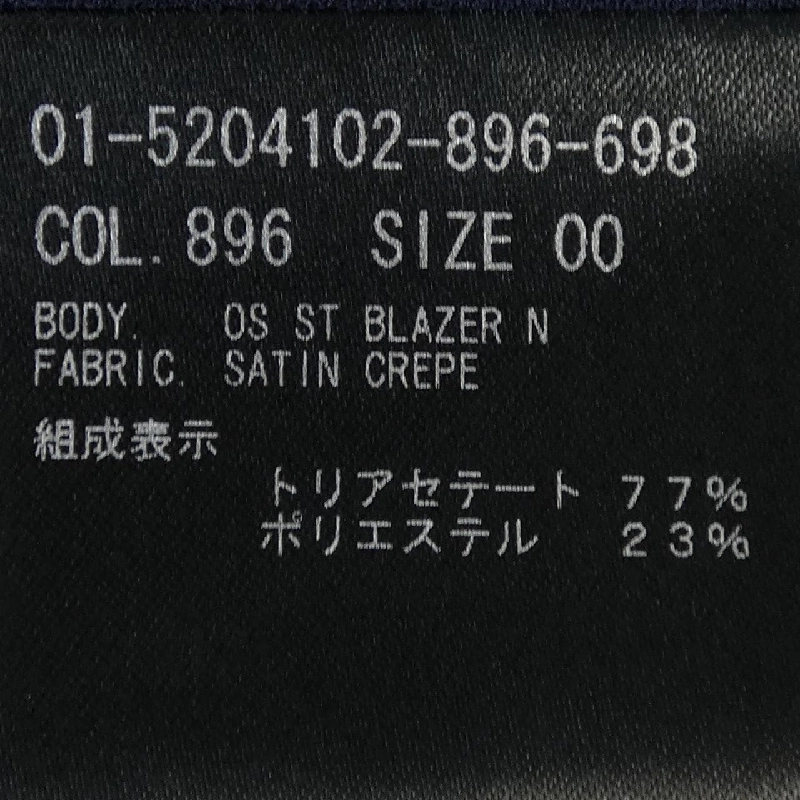 01-5204102-896-698
COL. 896 SIZE 00
BODY. OS ST BLAZER N
FABRIC. SATIN CREPE
組成表示
トリアセテート 77%
ポリエステル 23%